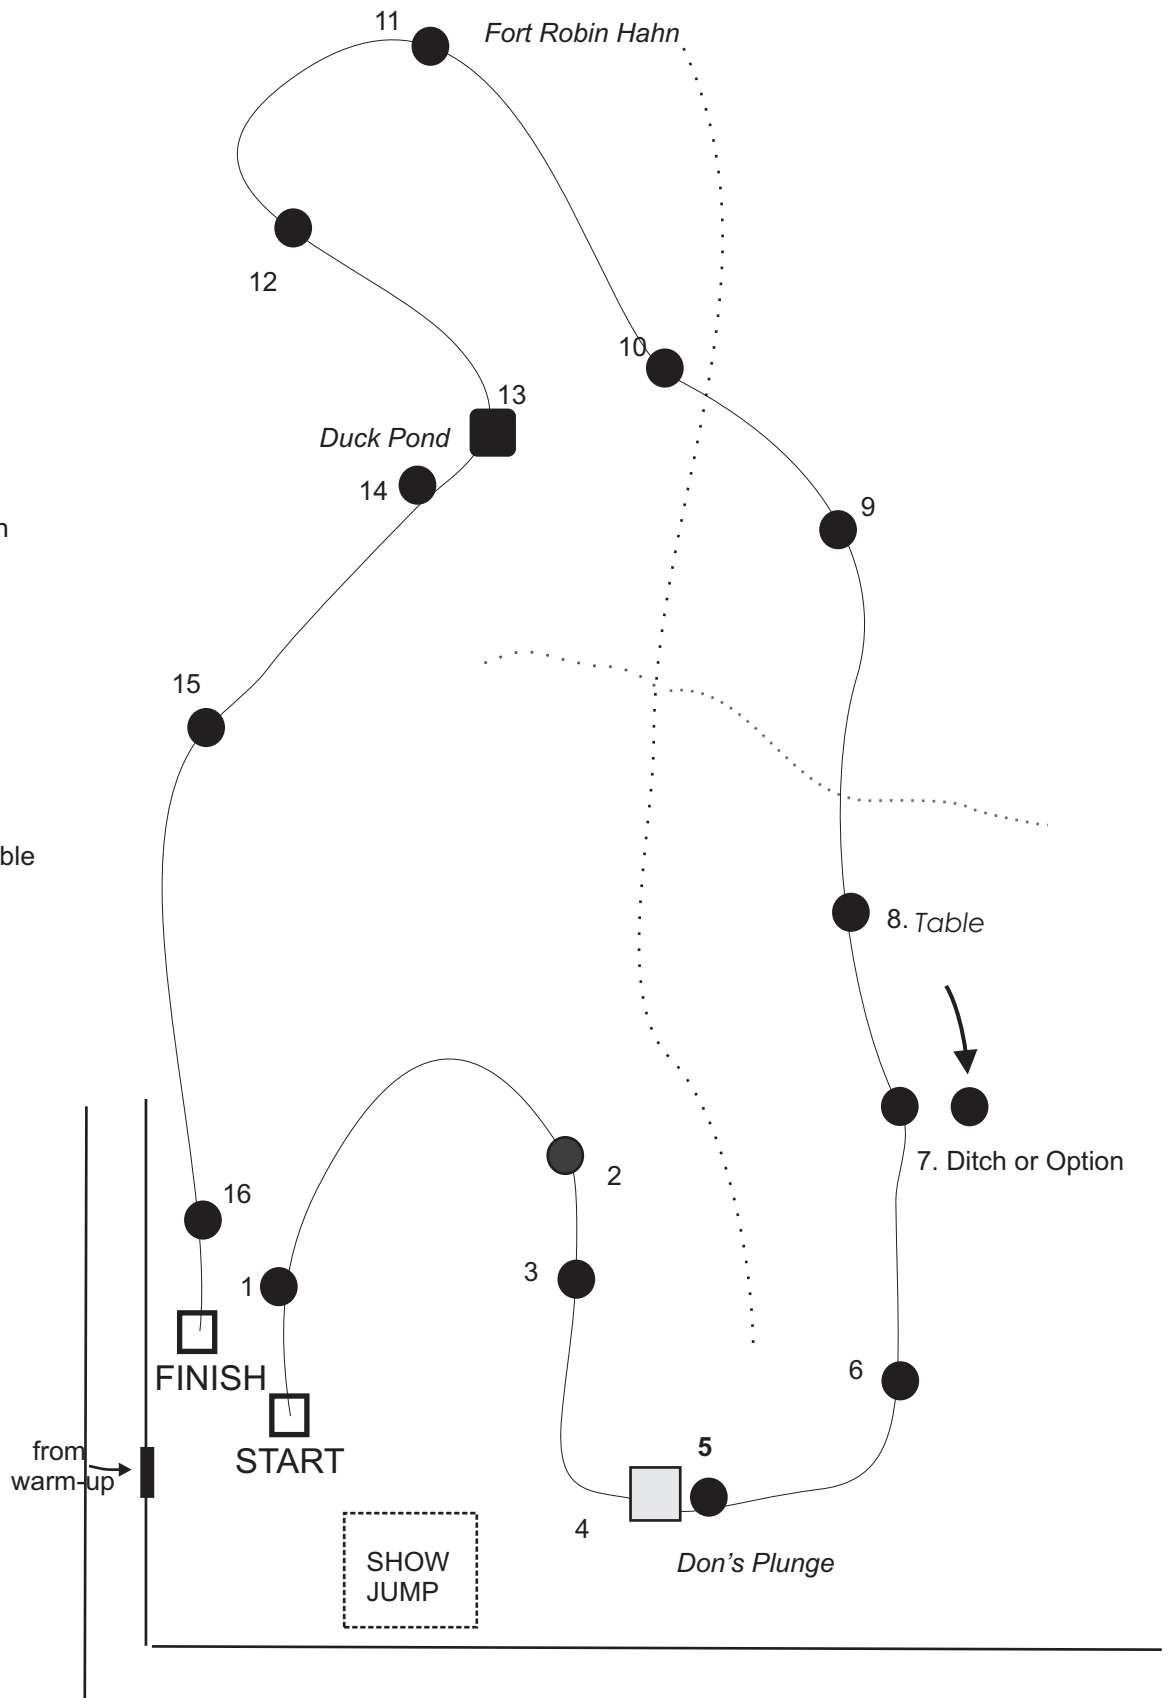 11
Fort Robin Hahn
12
10
13
Duck Pond
14
9
n
15
ble
8. Table
7. Ditch or Option
2
16
3
1
6
FINISH
START
5
from
warm-up
4
SHOW
JUMP
Don's Plunge